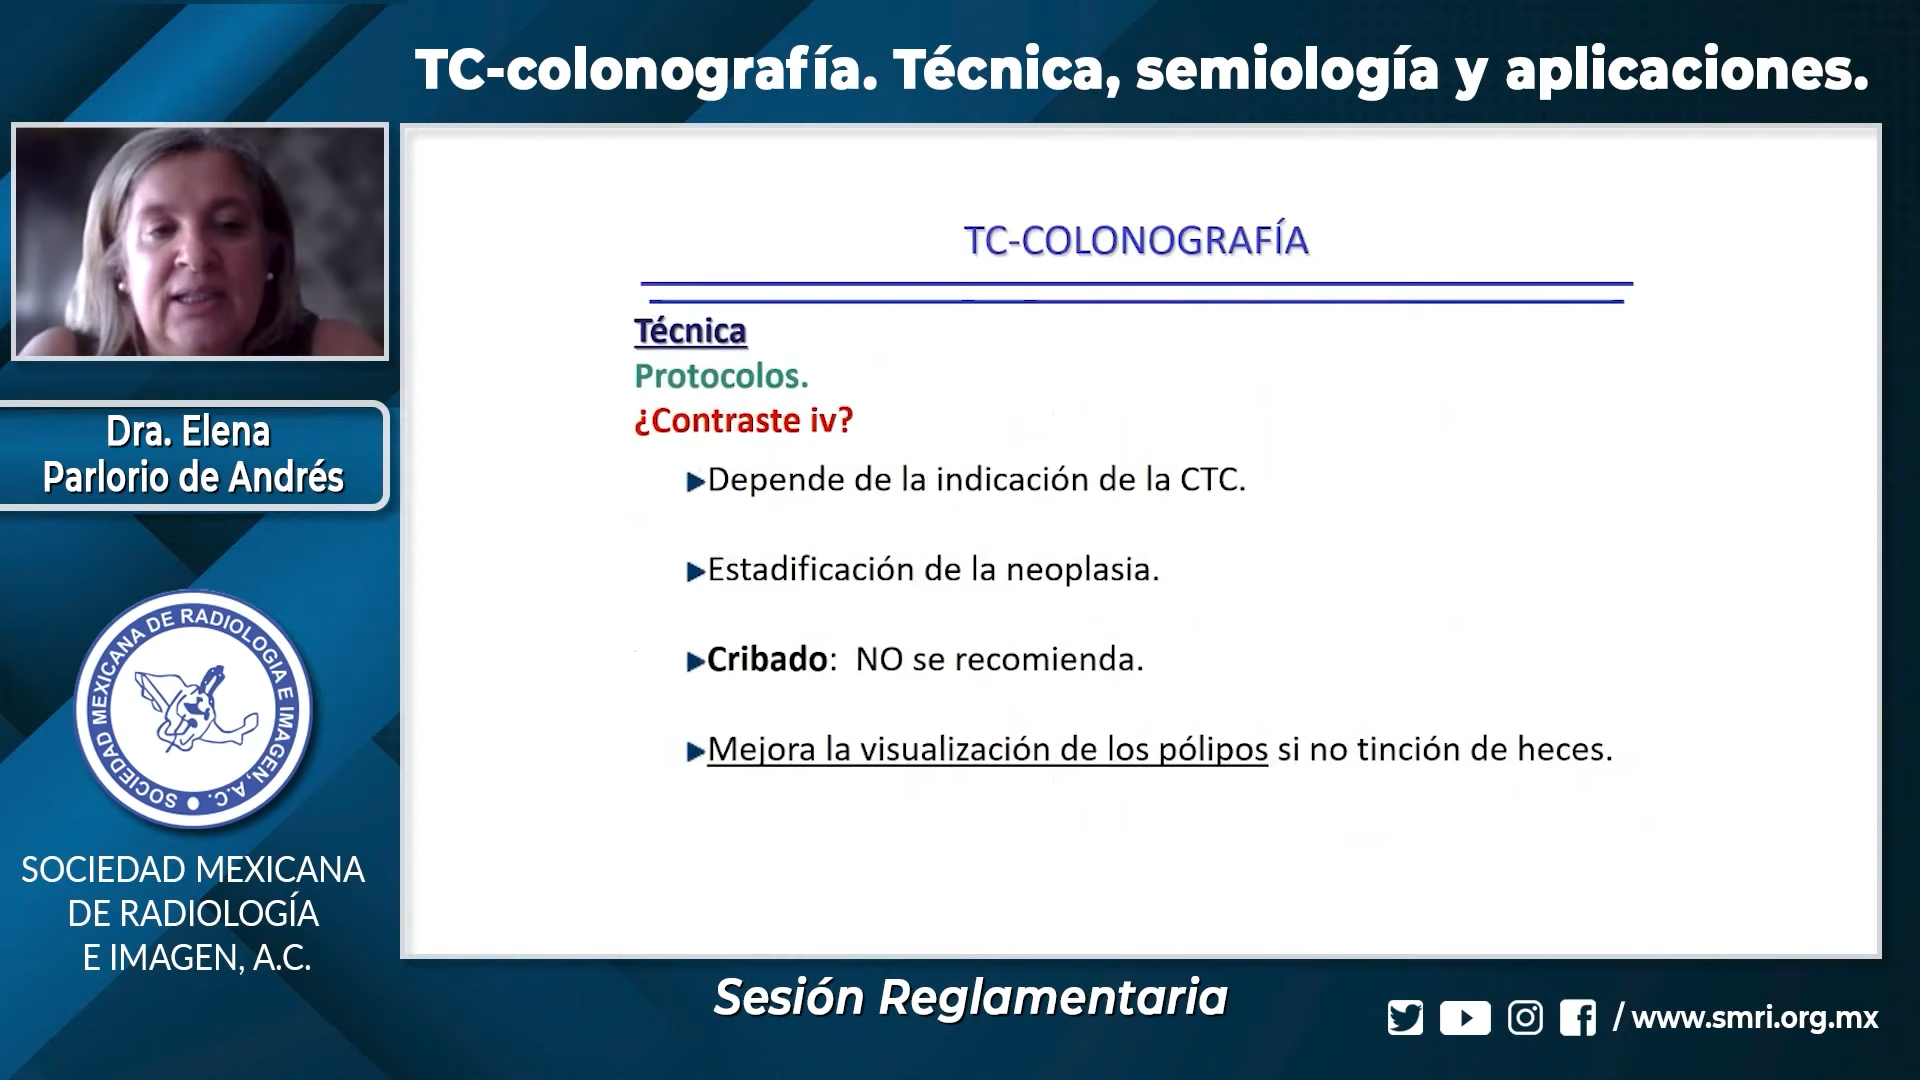 TC-colonografía. Técnica, semiología y aplicaciones.
TC-COLONOGRAFÍA
Técnica
Protocolos.
¿Contraste iv?
►Depende de la indicación de la CTC.
►Estadificación de la neoplasia.
►Cribado: NO se recomienda.
►Mejora la visualización de los pólipos si no tinción de heces.
Dra. Elena
Parlorio de Andrés
SOCIEDAD MEXICANA DE RADIOLOGIA E IMAGEN, A.C.
SOCIEDAD MEXICANA
DE RADIOLOGÍA
E IMAGEN, A.C.
Sesión Reglamentaria
/ www.smri.org.mx